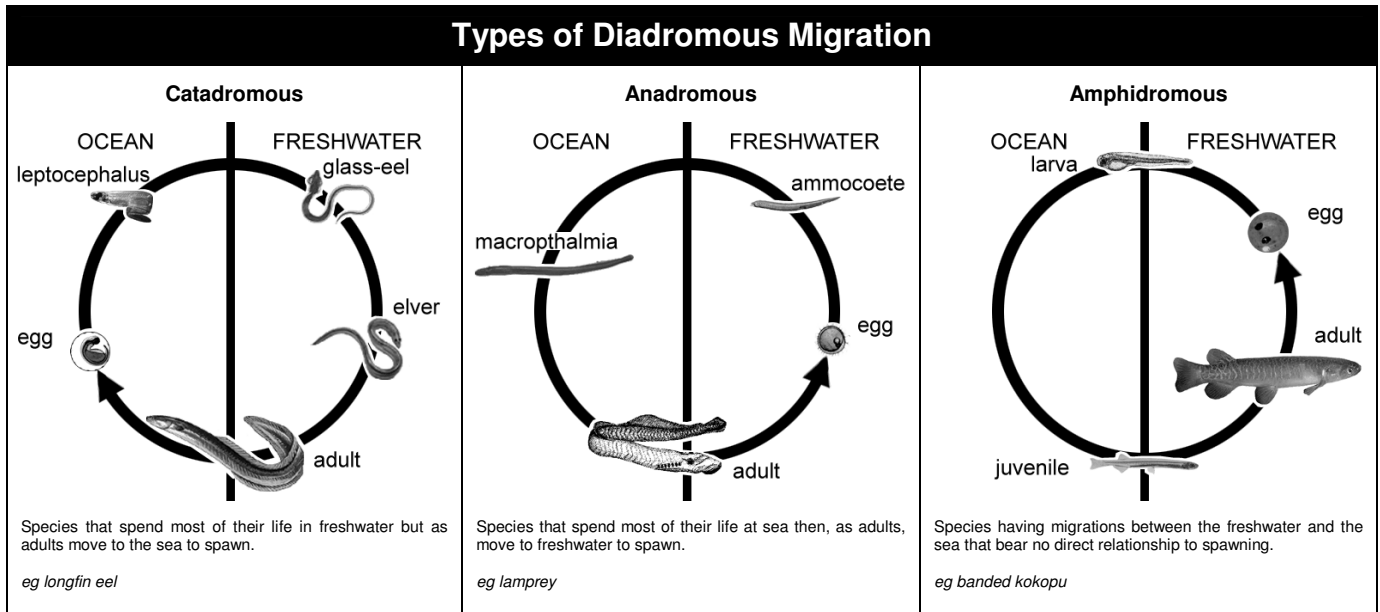 Types of Diadromous Migration
Catadromous
OCEAN
FRESHWATER
leptocephalus
glass-eel
egg
elver
adult
Species that spend most of their life in freshwater but as
adults move to the sea to spawn.
eg longfin eel
Anadromous
OCEAN
FRESHWATER
ammocoete
macropthalmia
egg
adult
Species that spend most of their life at sea then, as adults,
move to freshwater to spawn.
eg lamprey
Amphidromous
OCEAN
FRESHWATER
larva
egg
adult
juvenile
Species having migrations between the freshwater and the
sea that bear no direct relationship to spawning.
eg banded kokopu